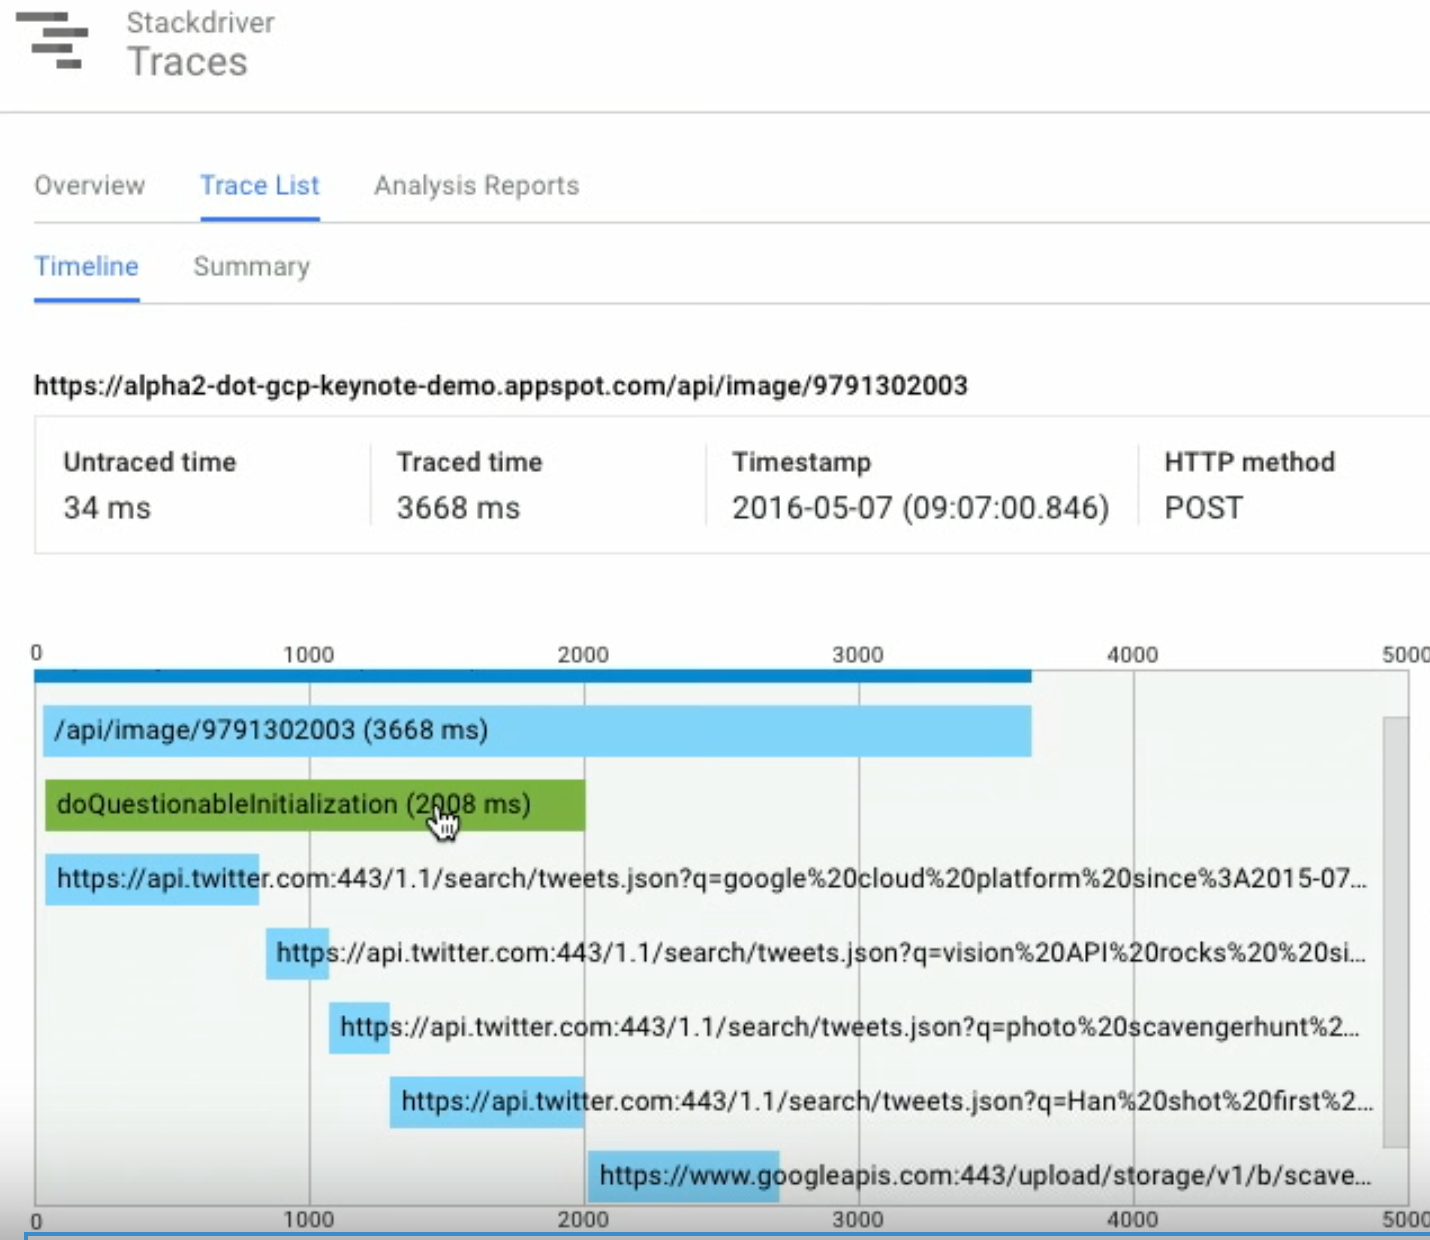 Stackdriver
Traces
Overview Trace List Analysis Reports
Timeline Summary
https://alpha2-dot-gcp-keynote-demo.appspot.com/api/image/9791302003
Untraced time Traced time Timestamp HTTP method
34 ms 3668 ms 2016-05-07 (09:07:00.846) POST
0 1000 2000 3000 4000 5000
/api/image/9791302003 (3668 ms)
doQuestionableInitialization (2008 ms)
https://api.twitter.com:443/1.1/search/tweets.json?q=google%20cloud%20platform%20since%3A2015-07...
https://api.twitter.com:443/1.1/search/tweets.json?q=vision%20API%20rocks%20%20si...
https://api.twitter.com:443/1.1/search/tweets.json?q=photo%20scavengerhunt%2...
https://api.twitter.com:443/1.1/search/tweets.json?q=Han%20shot%20first%2...
https://www.googleapis.com:443/upload/storage/v1/b/scave...
0 1000 2000 3000 4000 5000